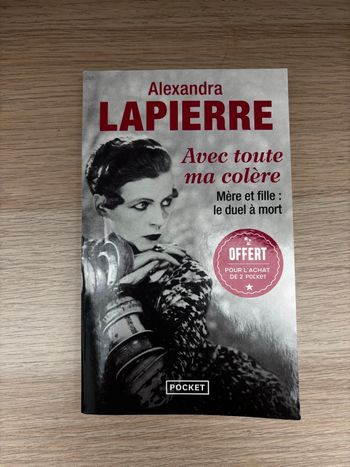 Alexandra
LAPIERRE
Avec toute
ma colère
Mère et fille :
le duel à mort
OFFERT
POUR L'ACHAT
DE 2 POCKET
POCKET